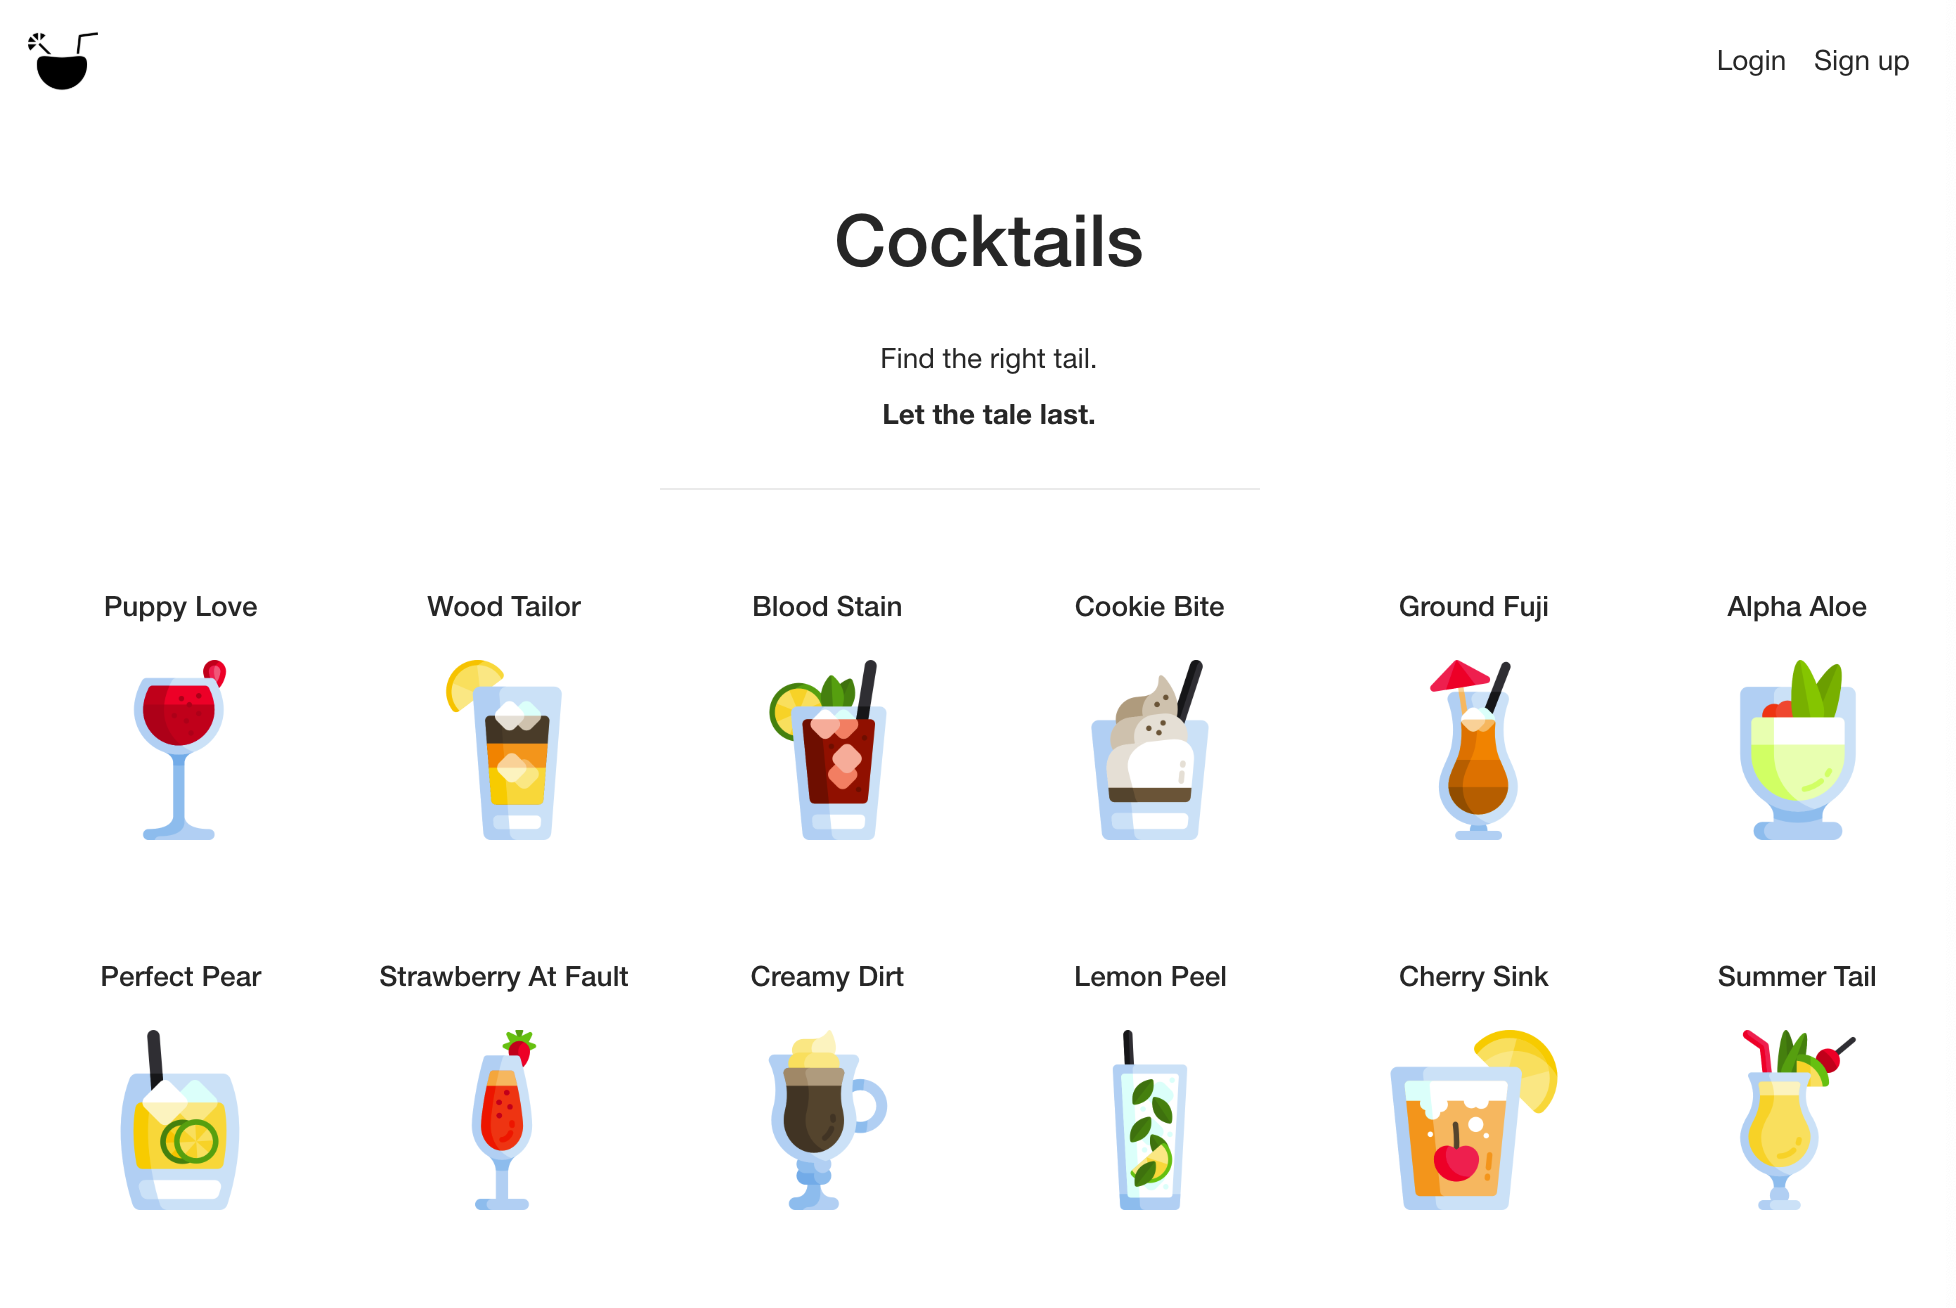 Login Sign up
Cocktails
Find the right tail.
Let the tale last.
Puppy Love
Wood Tailor
Blood Stain
Cookie Bite
Ground Fuji
Alpha Aloe
Perfect Pear
Strawberry At Fault
Creamy Dirt
Lemon Peel
Cherry Sink
Summer Tail